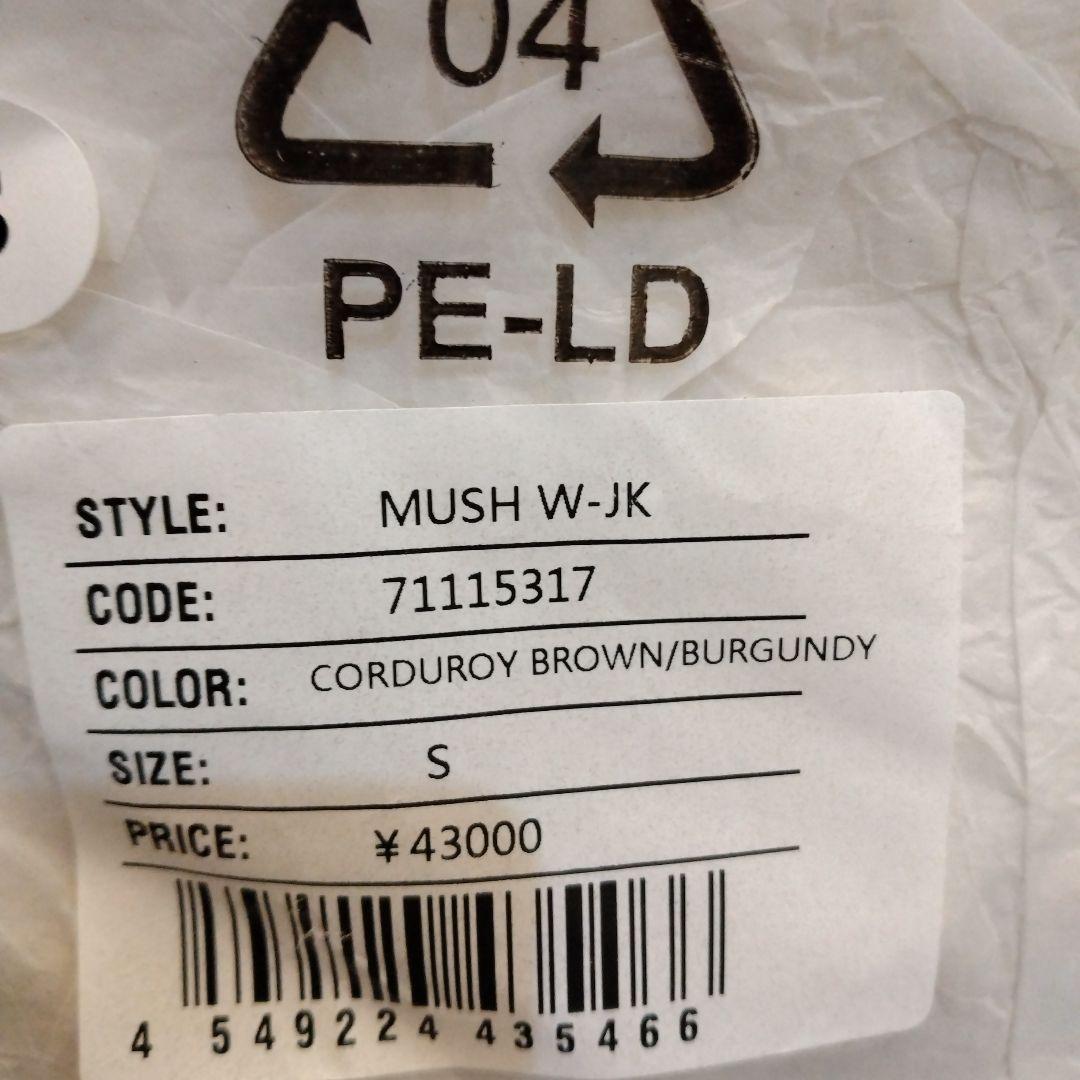 04
PE-LD
STYLE: MUSH W-JK
CODE: 71115317
COLOR: CORDUROY BROWN/BURGUNDY
SIZE: S
PRICE: ¥43000
4 549224 435466